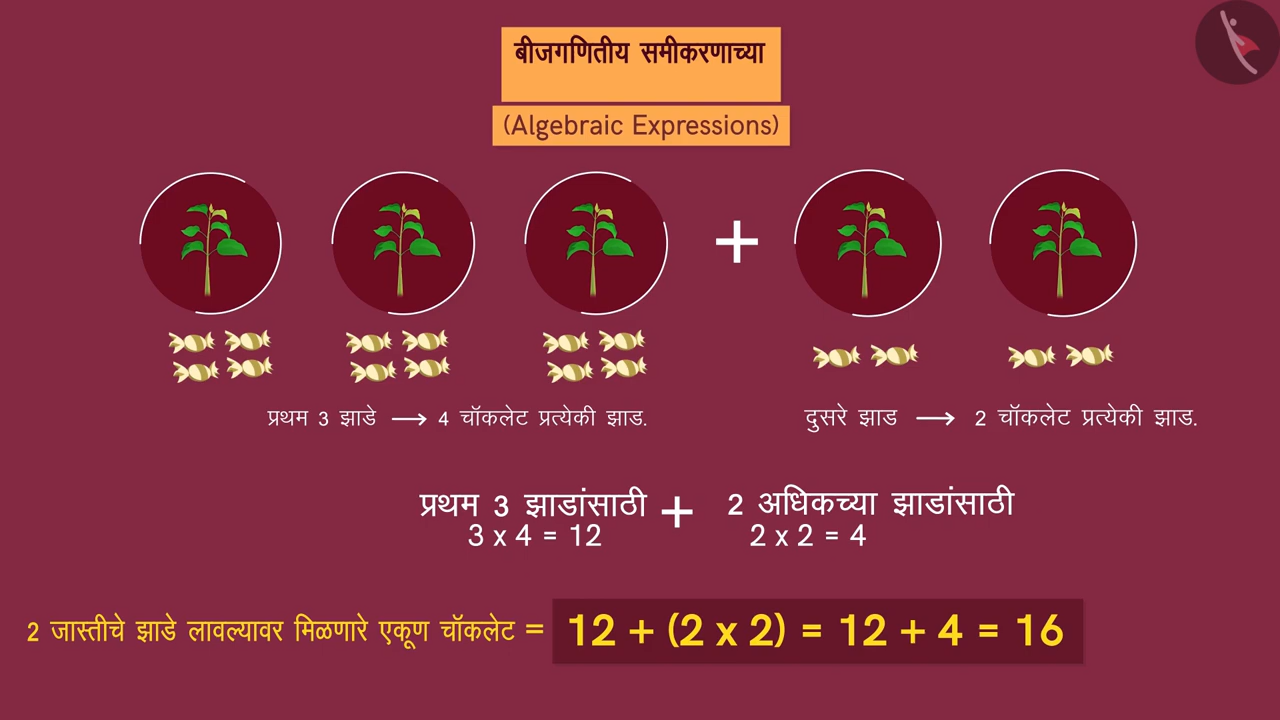 बीजगणितीय समीकरणाच्या
(Algebraic Expressions)
+
प्रथम 3 झाडे ⟶ 4 चॉकलेट प्रत्येकी झाड.
दुसरे झाड ⟶ 2 चॉकलेट प्रत्येकी झाड.
प्रथम 3 झाडांसाठी + 2 अधिकच्या झाडांसाठी
3 x 4 = 12 2 x 2 = 4
2 जास्तीचे झाडे लावल्यावर मिळणारे एकूण चॉकलेट = 12 + (2 x 2) = 12 + 4 = 16